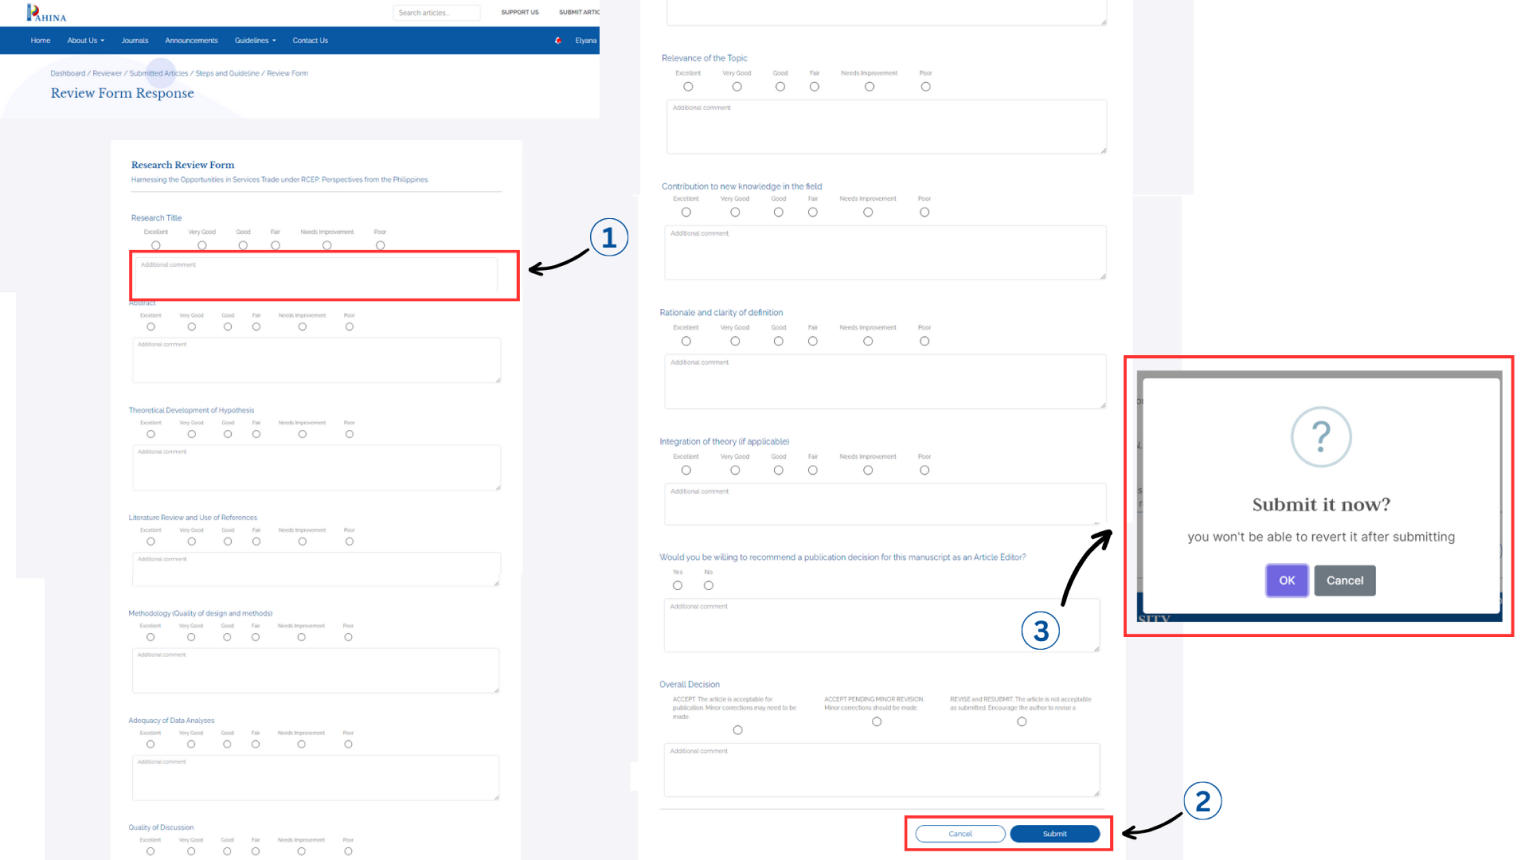 PAHINA
Search articles...
SUPPORT US
SUBMIT ARTIC
Home
About Us
Journals
Announcements
Guidelines
Contact Us
Elyana
Dashboard / Reviewer / Submitted Articles / Steps and Guideline / Review Form
Review Form Response
Research Review Form
Harnessing the Opportunities in Services Trade under RCEP: Perspectives from the Philippines.
Research Title
Excellent Very Good Good Fair Needs Improvement Poor
Additional comment
1
Abstract
Excellent Very Good Good Fair Needs Improvement Poor
Additional comment
Theoretical Development of Hypothesis
Excellent Very Good Good Fair Needs Improvement Poor
Additional comment
Literature Review and Use of References
Excellent Very Good Good Fair Needs Improvement Poor
Additional comment
Methodology (Quality of design and methods)
Excellent Very Good Good Fair Needs Improvement Poor
Additional comment
Adequacy of Data Analyses
Excellent Very Good Good Fair Needs Improvement Poor
Additional comment
Quality of Discussion
Excellent Very Good Good Fair Needs Improvement Poor
Relevance of the Topic
Excellent Very Good Good Fair Needs Improvement Poor
Additional comment
Contribution to new knowledge in the field
Excellent Very Good Good Fair Needs Improvement Poor
Additional comment
Rationale and clarity of definition
Excellent Very Good Good Fair Needs Improvement Poor
Additional comment
Integration of theory (if applicable)
Excellent Very Good Good Fair Needs Improvement Poor
Additional comment
Would you be willing to recommend a publication decision for this manuscript as an Article Editor?
Yes No
Additional comment
Overall Decision
ACCEPT. The article is acceptable for
publication. Minor corrections may need to be
made.
ACCEPT PENDING MINOR REVISION.
Minor corrections should be made.
REVISE and RESUBMIT. The article is not acceptable
as submitted. Encourage the author to revise a
Additional comment
Cancel
Submit
2
3
?
Submit it now?
you won't be able to revert it after submitting
OK
Cancel
SITY